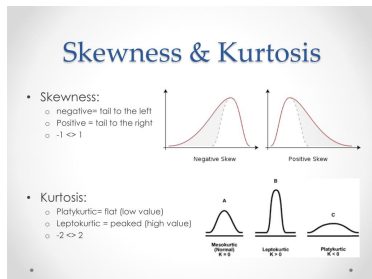 Skewness & Kurtosis
• Skewness:
o negative= tail to the left
o Positive = tail to the right
o -1 <> 1
Negative Skew
Positive Skew
• Kurtosis:
o Platykurtic= flat (low value)
o Leptokurtic = peaked (high value)
o -2 <> 2
A
B
C
Mesokurtic
(Normal)
K = 0
Leptokurtic
K > 0
Platykurtic
K < 0